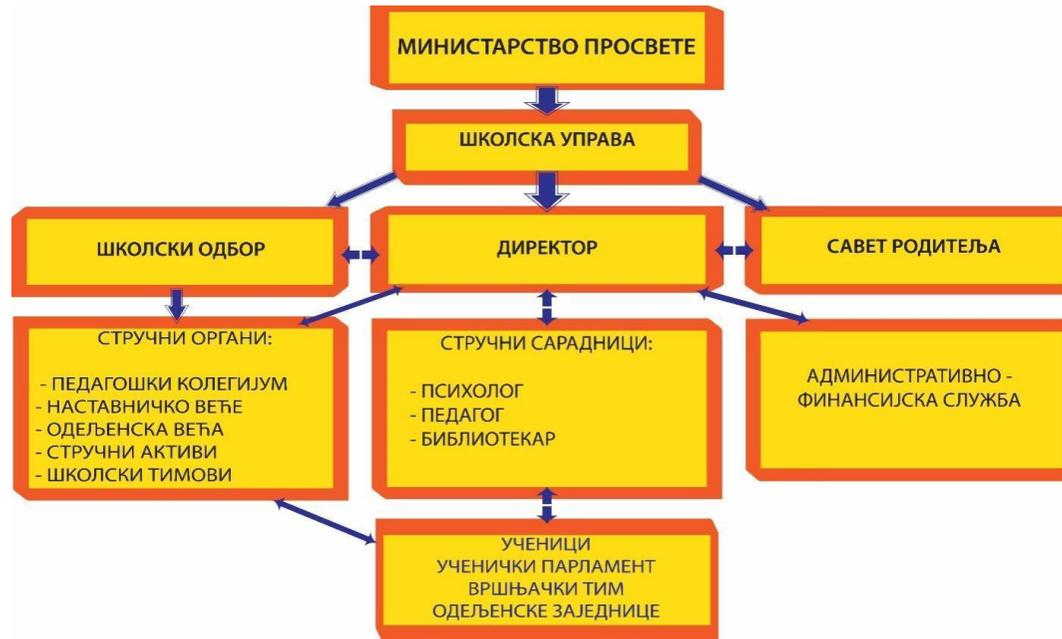 МИНИСТАРСТВО ПРОСВЕТЕ
ШКОЛСКА УПРАВА
ШКОЛСКИ ОДБОР
ДИРЕКТОР
САВЕТ РОДИТЕЉА
СТРУЧНИ ОРГАНИ:
- ПЕДАГОШКИ КОЛЕГИЈУМ
- НАСТАВНИЧКО ВЕЋЕ
- ОДЕЉЕНСКА ВЕЋА
- СТРУЧНИ АКТИВИ
- ШКОЛСКИ ТИМОВИ
СТРУЧНИ САРАДНИЦИ:
- ПСИХОЛОГ
- ПЕДАГОГ
- БИБЛИОТЕКАР
АДМИНИСТРАТИВНО -
ФИНАНСИЈСКА СЛУЖБА
УЧЕНИЦИ
УЧЕНИЧКИ ПАРЛАМЕНТ
ВРШЊАЧКИ ТИМ
ОДЕЉЕНСКЕ ЗАЈЕДНИЦЕ